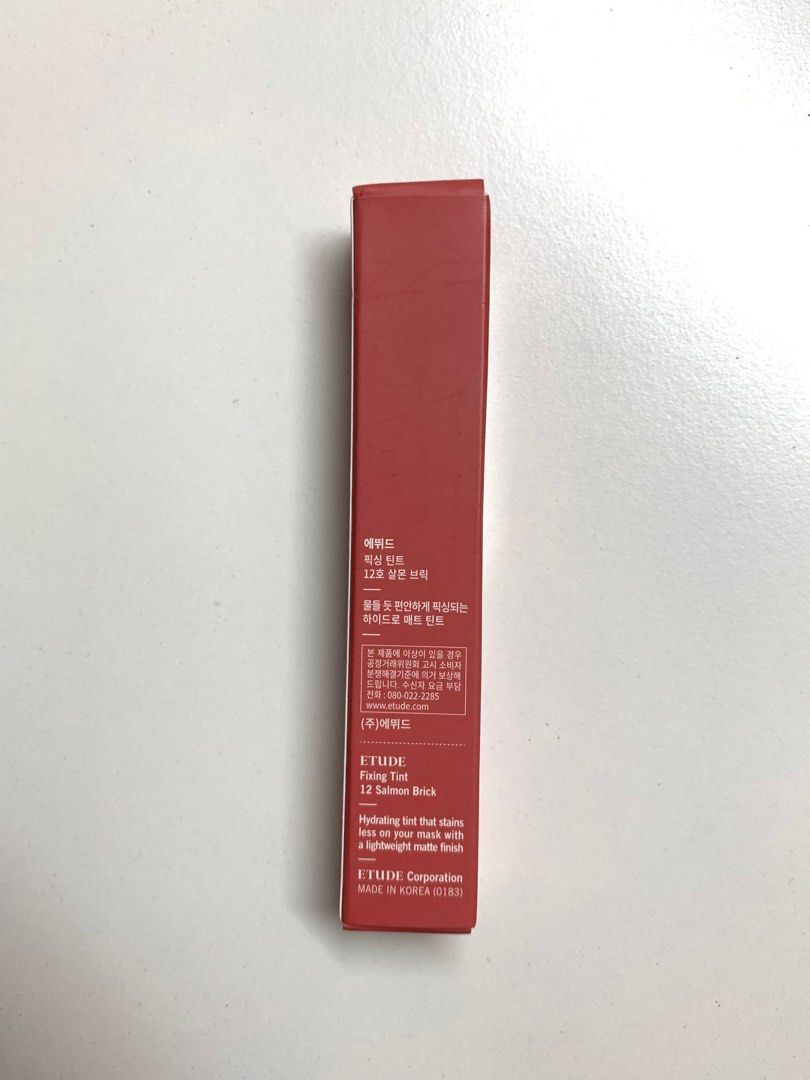 에뛰드
픽싱 틴트
12호 살몬 브릭
물들 듯 편안하게 픽싱되는
하이드로 매트 틴트
본 제품에 이상이 있을 경우
공정거래위원회 고시 소비자
분쟁해결기준에 의거 보상해
드립니다. 수신자 요금 부담
전화 : 080-022-2285
www.etude.com
(주)에뛰드
ETUDE
Fixing Tint
12 Salmon Brick
Hydrating tint that stains
less on your mask with
a lightweight matte finish
ETUDE Corporation
MADE IN KOREA (0183)